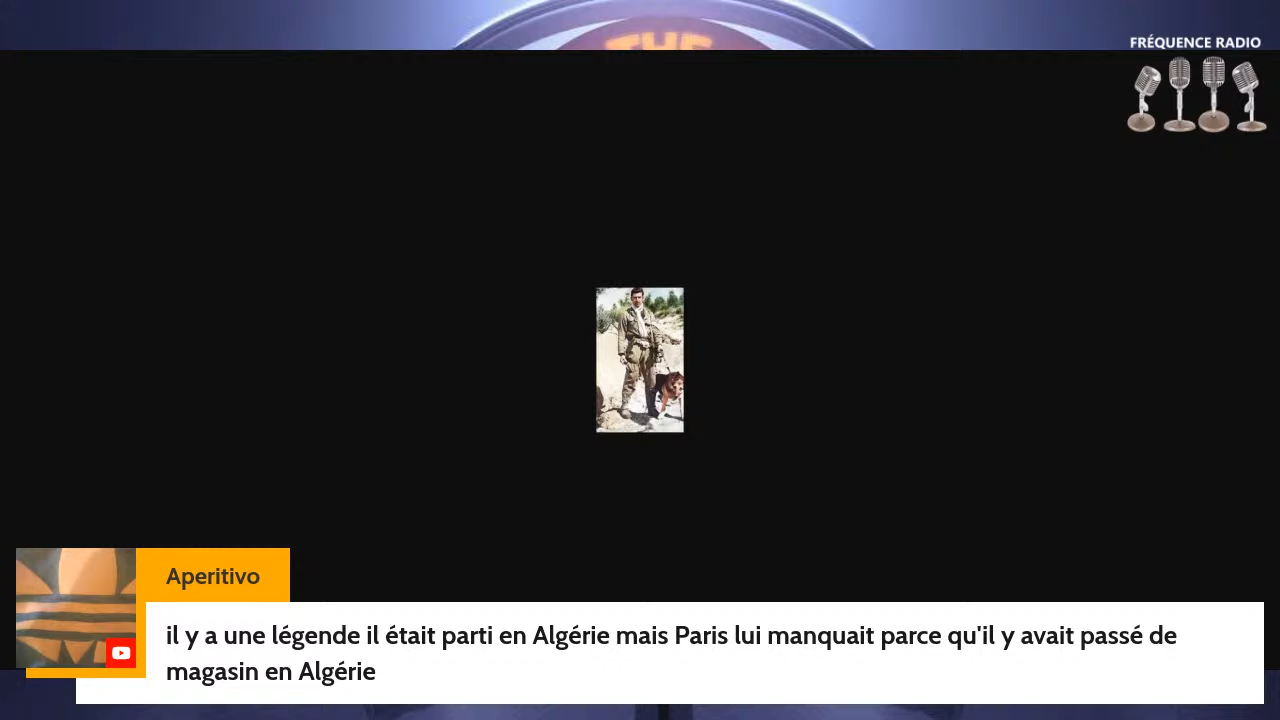 THE
FRÉQUENCE RADIO
Aperitivo
il y a une légende il était parti en Algérie mais Paris lui manquait parce qu'il y avait passé de
magasin en Algérie